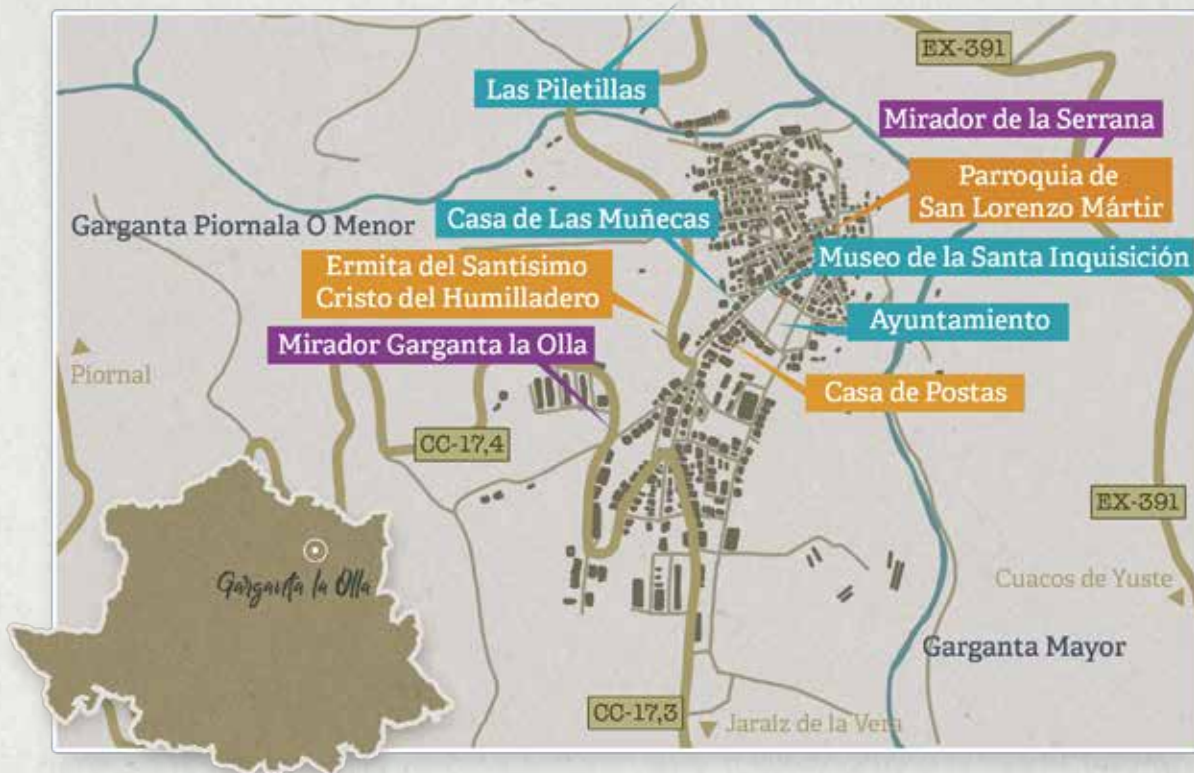 EX-391
Las Piletillas
Mirador de la Serrana
Parroquia de
San Lorenzo Mártir
Casa de Las Muñecas
Garganta Piornala O Menor
Museo de la Santa Inquisición
Ermita del Santísimo
Cristo del Humilladero
Ayuntamiento
Mirador Garganta la Olla
Piornal
Casa de Postas
CC-17,4
EX-391
Garganta la Olla
Cuacos de Yuste
Garganta Mayor
CC-17,3
Jaraíz de la Vera